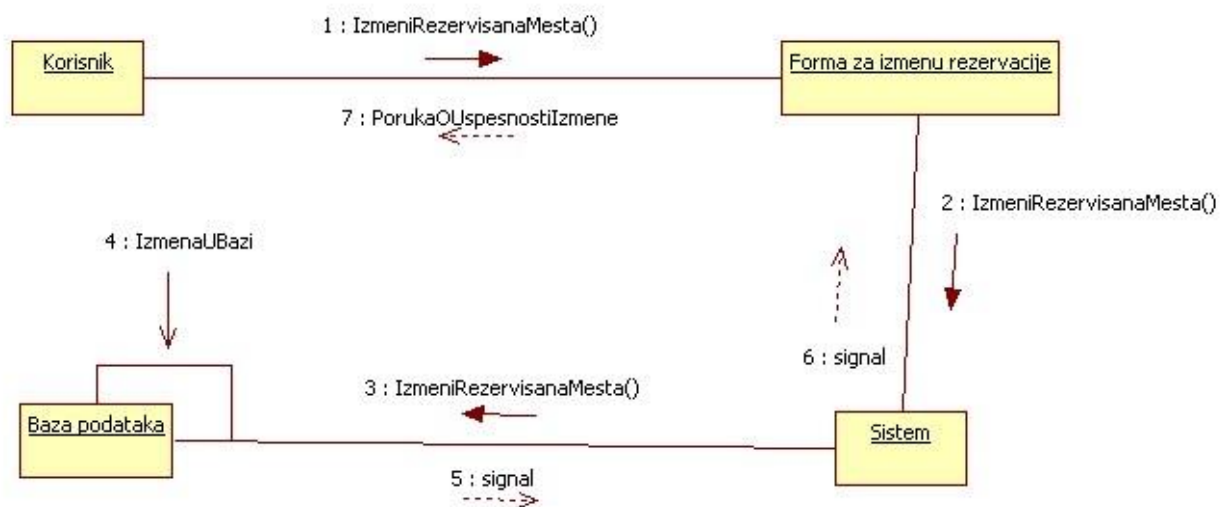 1 : IzmeniRezervisanaMesta()
Korisnik
Forma za izmenu rezervacije
7 : PorukaOUspesnostiIzmene
2 : IzmeniRezervisanaMesta()
4 : IzmenaUBazi
6 : signal
3 : IzmeniRezervisanaMesta()
Baza podataka
Sistem
5 : signal